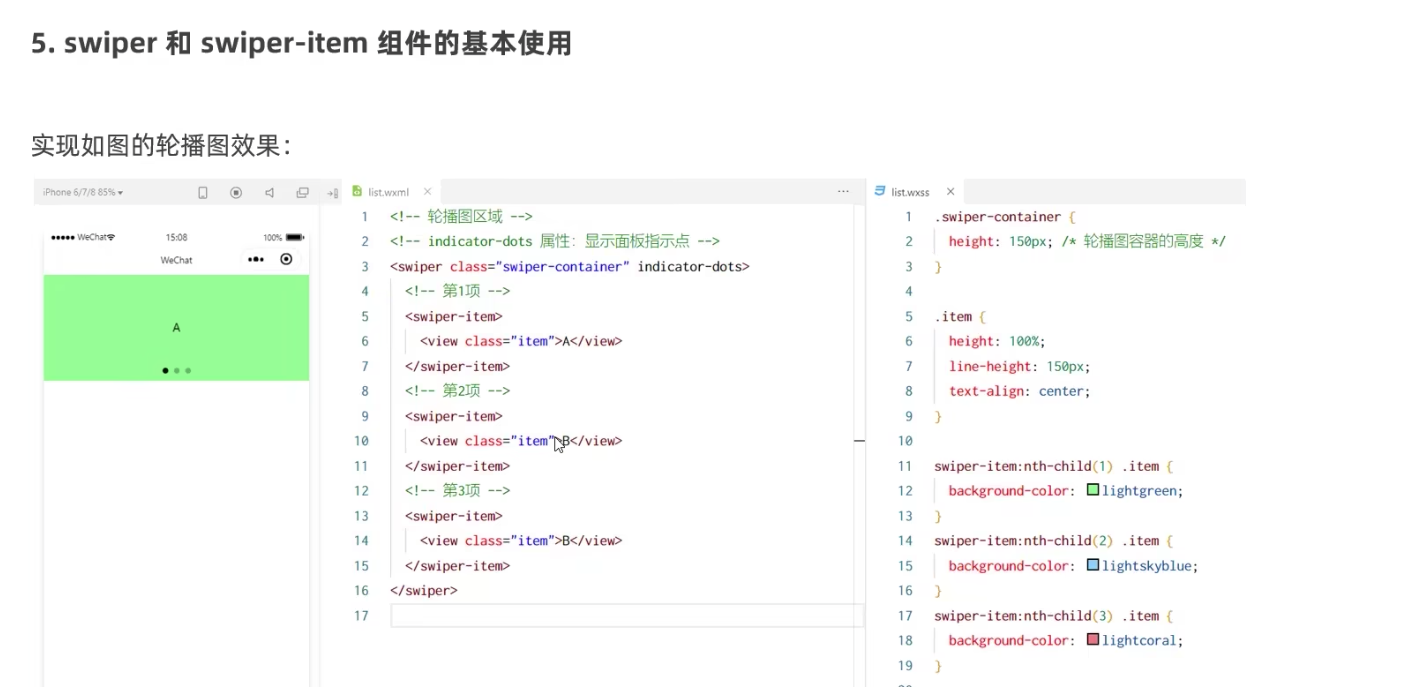 5. swiper 和 swiper-item 组件的基本使用
实现如图的轮播图效果：
iPhone 6/7/8 85%
WeChat
15:08
100%
WeChat
A
list.wxml
1 <!-- 轮播图区域 -->
2 <!-- indicator-dots 属性：显示面板指示点 -->
3 <swiper class="swiper-container" indicator-dots>
4 <!-- 第1项 -->
5 <swiper-item>
6 <view class="item">A</view>
7 </swiper-item>
8 <!-- 第2项 -->
9 <swiper-item>
10 <view class="item">B</view>
11 </swiper-item>
12 <!-- 第3项 -->
13 <swiper-item>
14 <view class="item">B</view>
15 </swiper-item>
16 </swiper>
17
list.wxss
1 .swiper-container {
2 height: 150px; /* 轮播图容器的高度 */
3 }
4
5 .item {
6 height: 100%;
7 line-height: 150px;
8 text-align: center;
9 }
10
11 swiper-item:nth-child(1) .item {
12 background-color: lightgreen;
13 }
14 swiper-item:nth-child(2) .item {
15 background-color: lightskyblue;
16 }
17 swiper-item:nth-child(3) .item {
18 background-color: lightcoral;
19 }